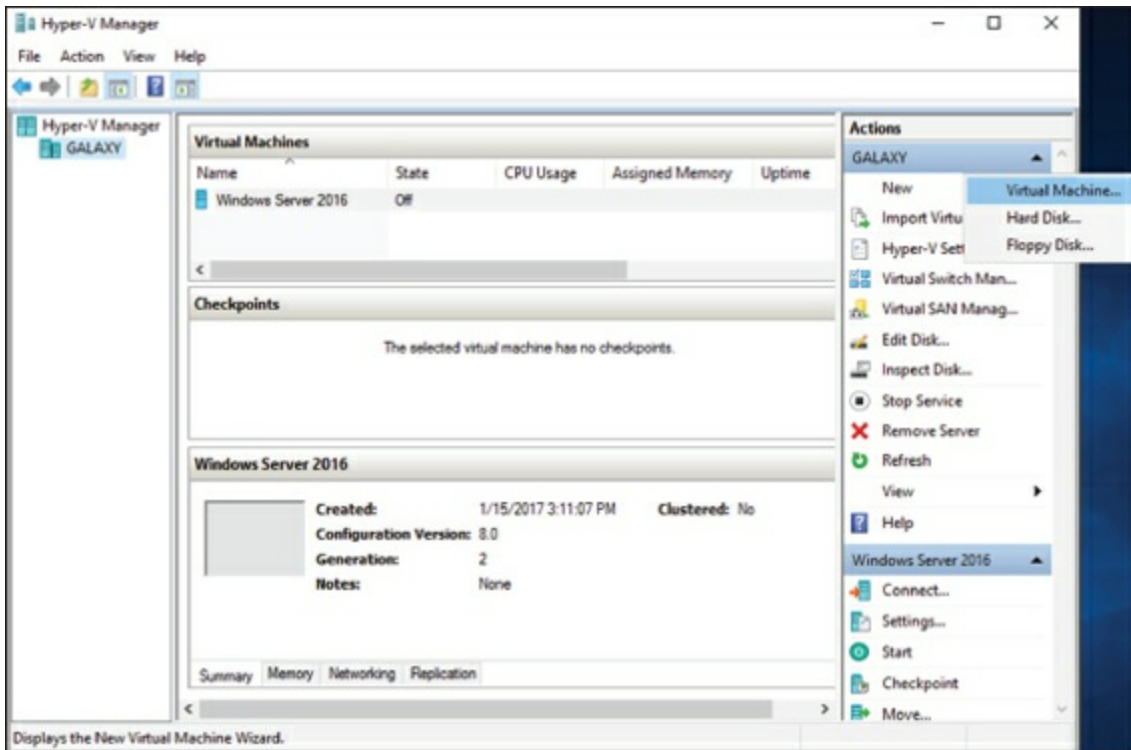 Hyper-V Manager
File Action View Help
Hyper-V Manager
GALAXY
Virtual Machines
Name State CPU Usage Assigned Memory Uptime
Windows Server 2016 Off
Checkpoints
The selected virtual machine has no checkpoints.
Windows Server 2016
Created: 1/15/2017 3:11:07 PM Clustered: No
Configuration Version: 8.0
Generation: 2
Notes: None
Summary Memory Networking Replication
Actions
GALAXY
New
Virtual Machine...
Hard Disk...
Floppy Disk...
Import Virtu
Hyper-V Sett
Virtual Switch Man...
Virtual SAN Manag...
Edit Disk...
Inspect Disk...
Stop Service
Remove Server
Refresh
View
Help
Windows Server 2016
Connect...
Settings...
Start
Checkpoint
Move...
Displays the New Virtual Machine Wizard.